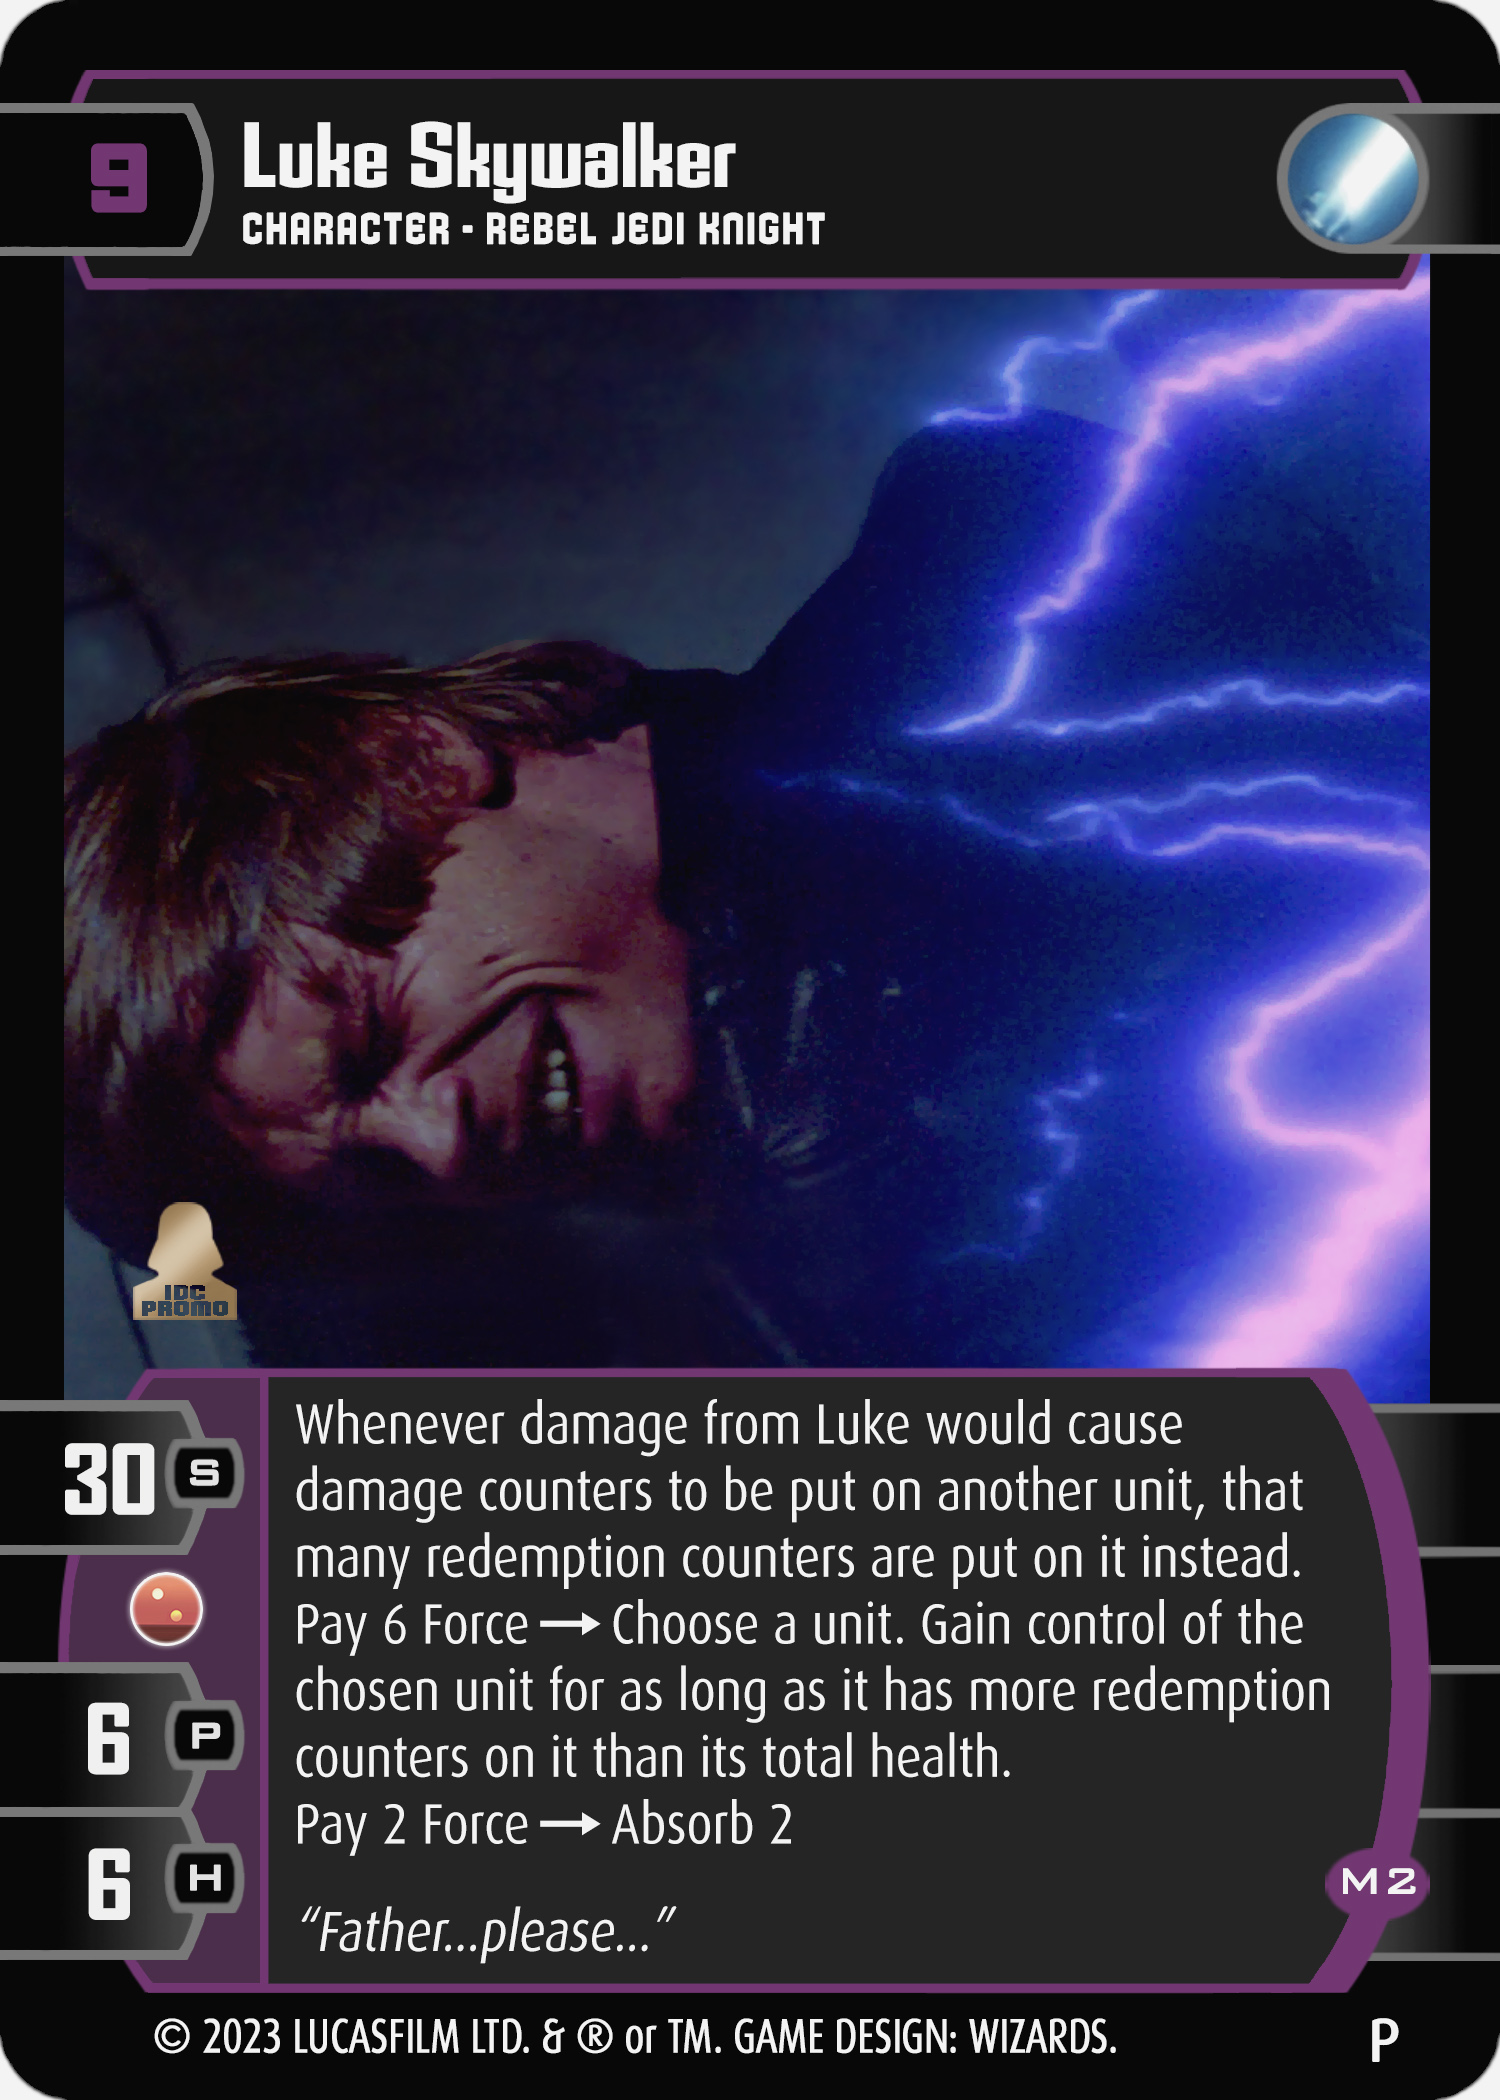 9
Luke Skywalker
CHARACTER - REBEL JEDI KNIGHT
IDC
PROMO
30 S
6 P
6 H
Whenever damage from Luke would cause
damage counters to be put on another unit, that
many redemption counters are put on it instead.
Pay 6 Force → Choose a unit. Gain control of the
chosen unit for as long as it has more redemption
counters on it than its total health.
Pay 2 Force → Absorb 2
“Father...please...”
M2
© 2023 LUCASFILM LTD. & ® or TM. GAME DESIGN: WIZARDS.
P